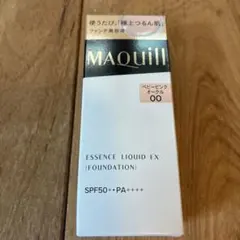 使うたび、「極上つるん肌」
ファンデ美容液
MAQuill
ベビーピンク
オークル
00
ESSENCE LIQUID EX
(FOUNDATION)
SPF50+・PA++++